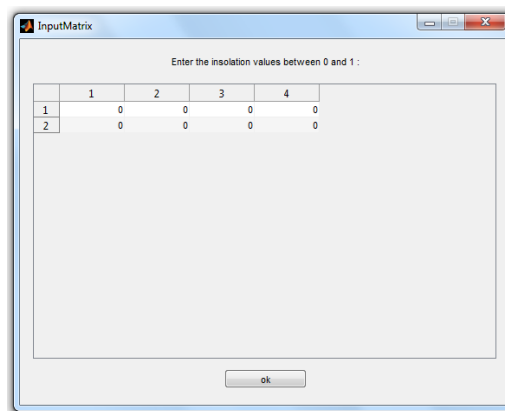 InputMatrix
Enter the insolation values between 0 and 1 :
1 2 3 4
1 0 0 0 0
2 0 0 0 0
ok